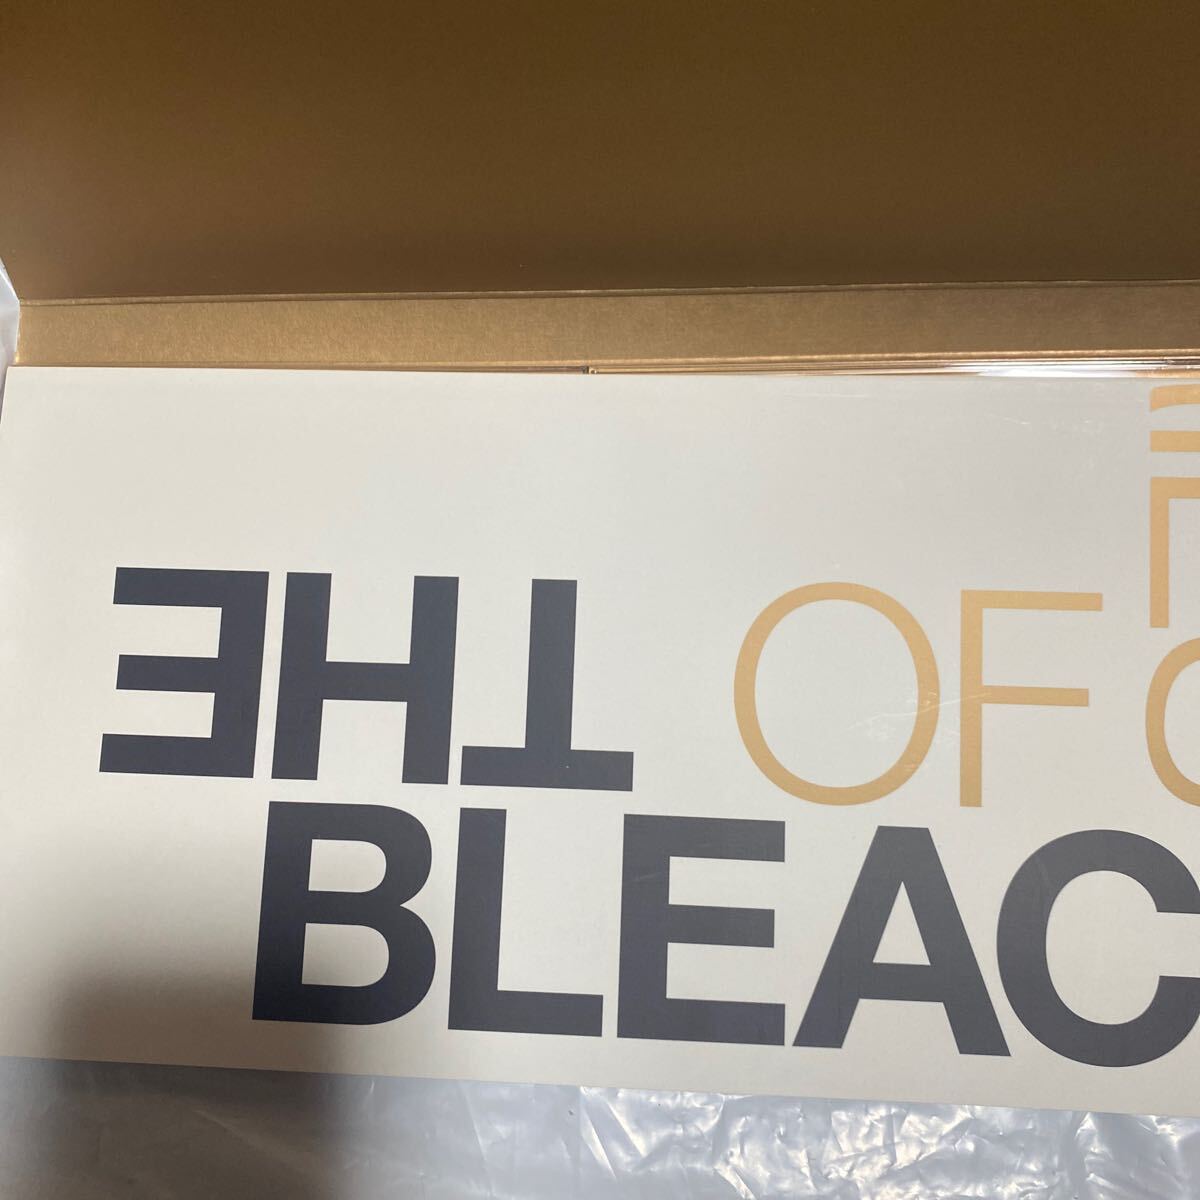 THE
OF
BLEAC